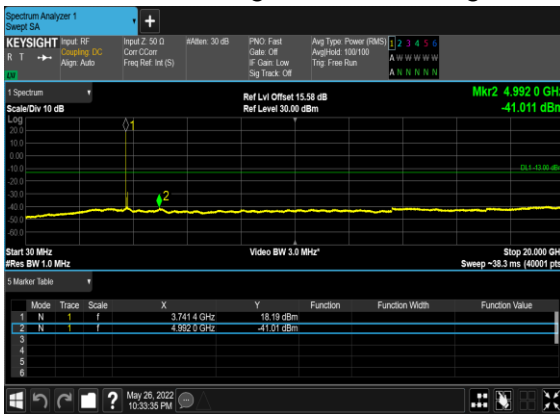 Spectrum Analyzer 1
Swept SA
KEYSIGHT Input: RF Input Z: 50 Ω #Atten: 30 dB PNO: Fast Avg Type: Power (RMS) 1 2 3 4 5 6
R T Coupling: DC Corr CCorr Gate: Off Avg|Hold: 100/100 A W W W W W
Align: Auto Freq Ref: Int (S) IF Gain: Low Trig: Free Run
LV Sig Track: Off A N N N N N
1 Spectrum Ref Lvl Offset 15.58 dB Mkr2 4.992 0 GHz
Scale/Div 10 dB Ref Level 30.00 dBm -41.011 dBm
Log
20.0
10.0
0.00
-10.0
-20.0
-30.0
-40.0
-50.0
-60.0
1
DL1 -13.00 dBm
2
Start 30 MHz Video BW 3.0 MHz* Stop 20.000 GHz
#Res BW 1.0 MHz Sweep ~38.3 ms (40001 pts)
5 Marker Table
Mode Trace Scale X Y Function Function Width Function Value
1 N 1 f 3.741 4 GHz 18.19 dBm
2 N 1 f 4.992 0 GHz -41.01 dBm
3
4
5
6
? May 26, 2022
10:33:35 PM